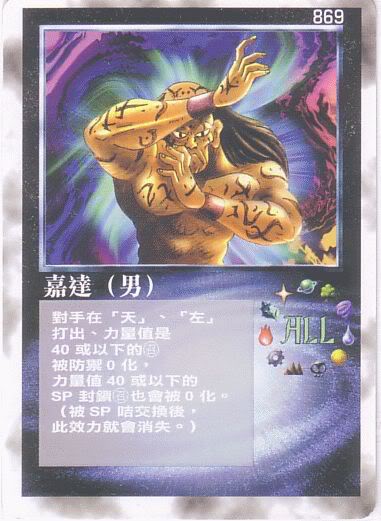 869
嘉達（男）
對手在「天」、「左」
打出、力量值是
40 或以下的㊁
被防禦 0 化，
力量值 40 或以下的
SP 封鎖也會被 0 化。
（被 SP 咭交換後，
此效力就會消失。）
ALL